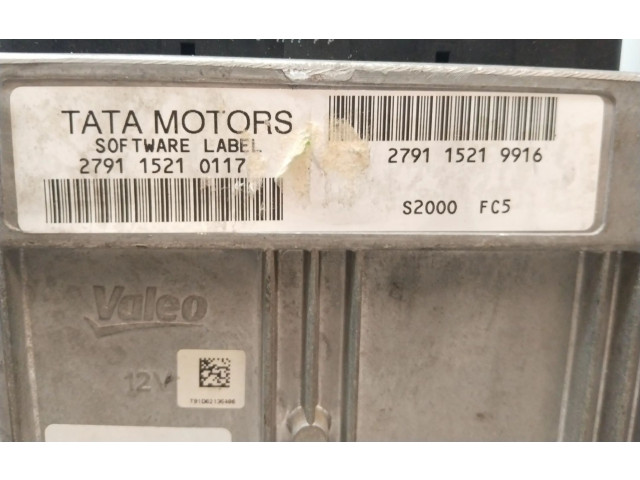 TATA MOTORS
SOFTWARE LABEL
2791 1521 0117
2791 1521 9916
S2000 FC5
Valeo
12V